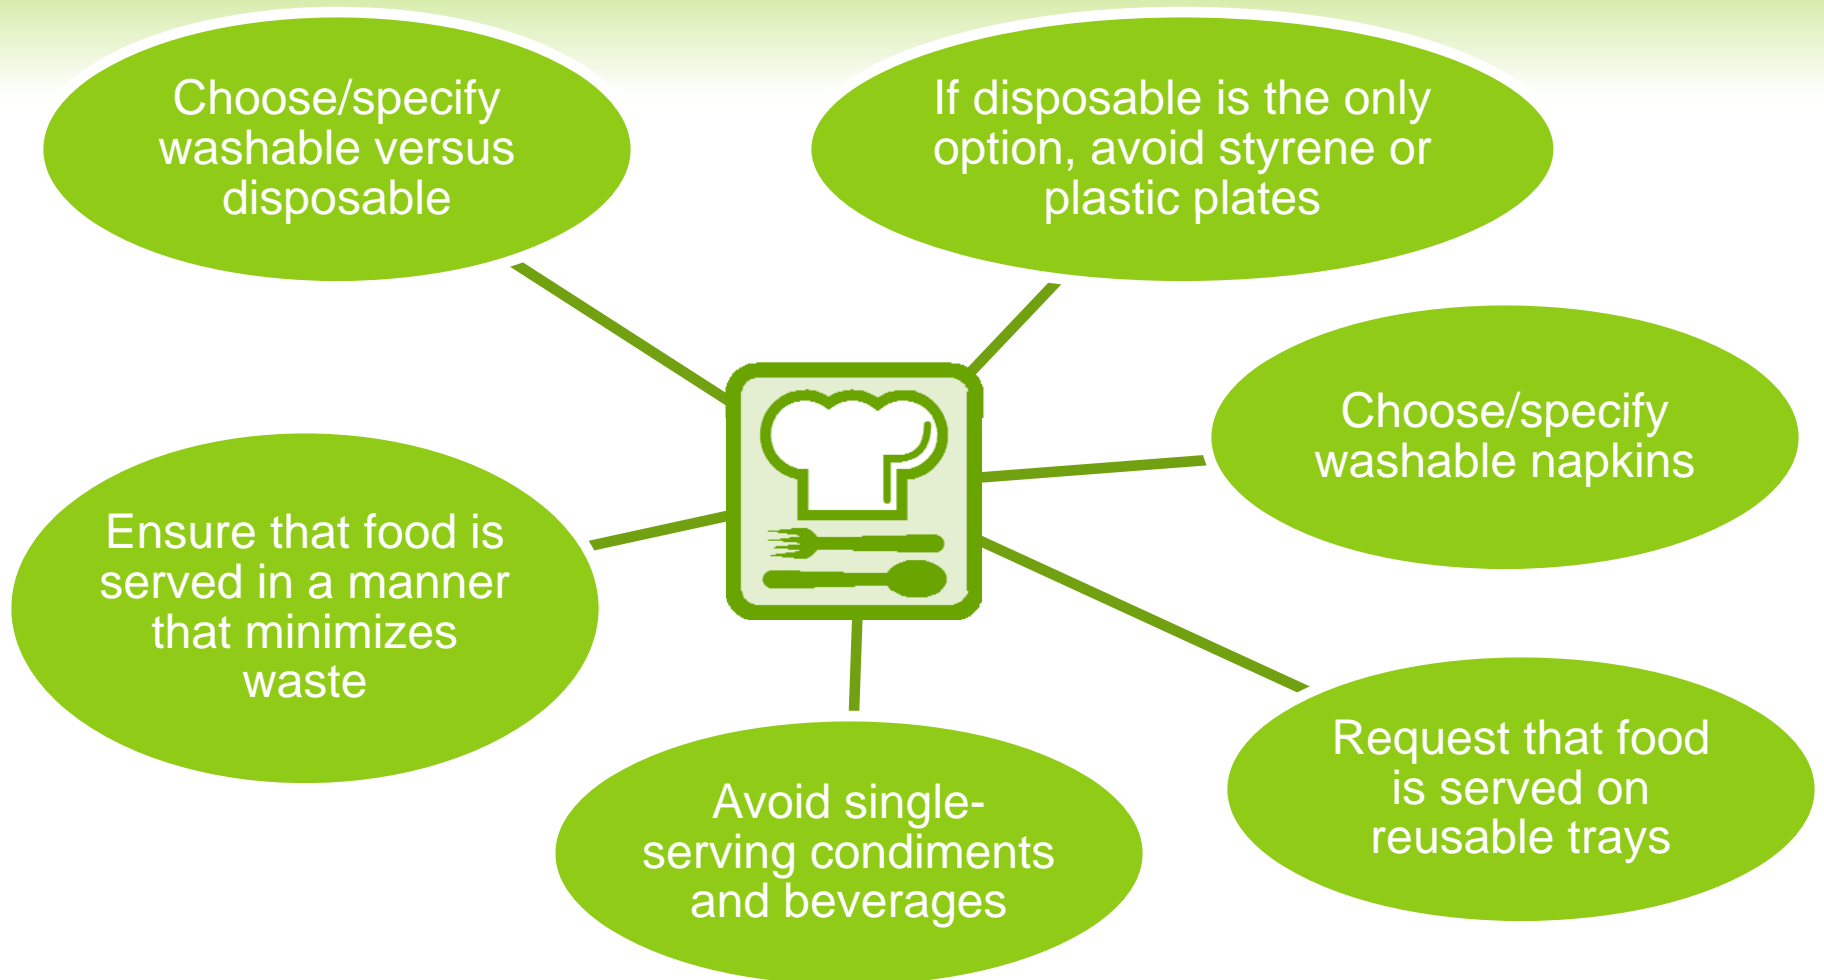 Choose/specify
washable versus
disposable
If disposable is the only
option, avoid styrene or
plastic plates
Choose/specify
washable napkins
Request that food
is served on
reusable trays
Avoid single-
serving condiments
and beverages
Ensure that food is
served in a manner
that minimizes
waste